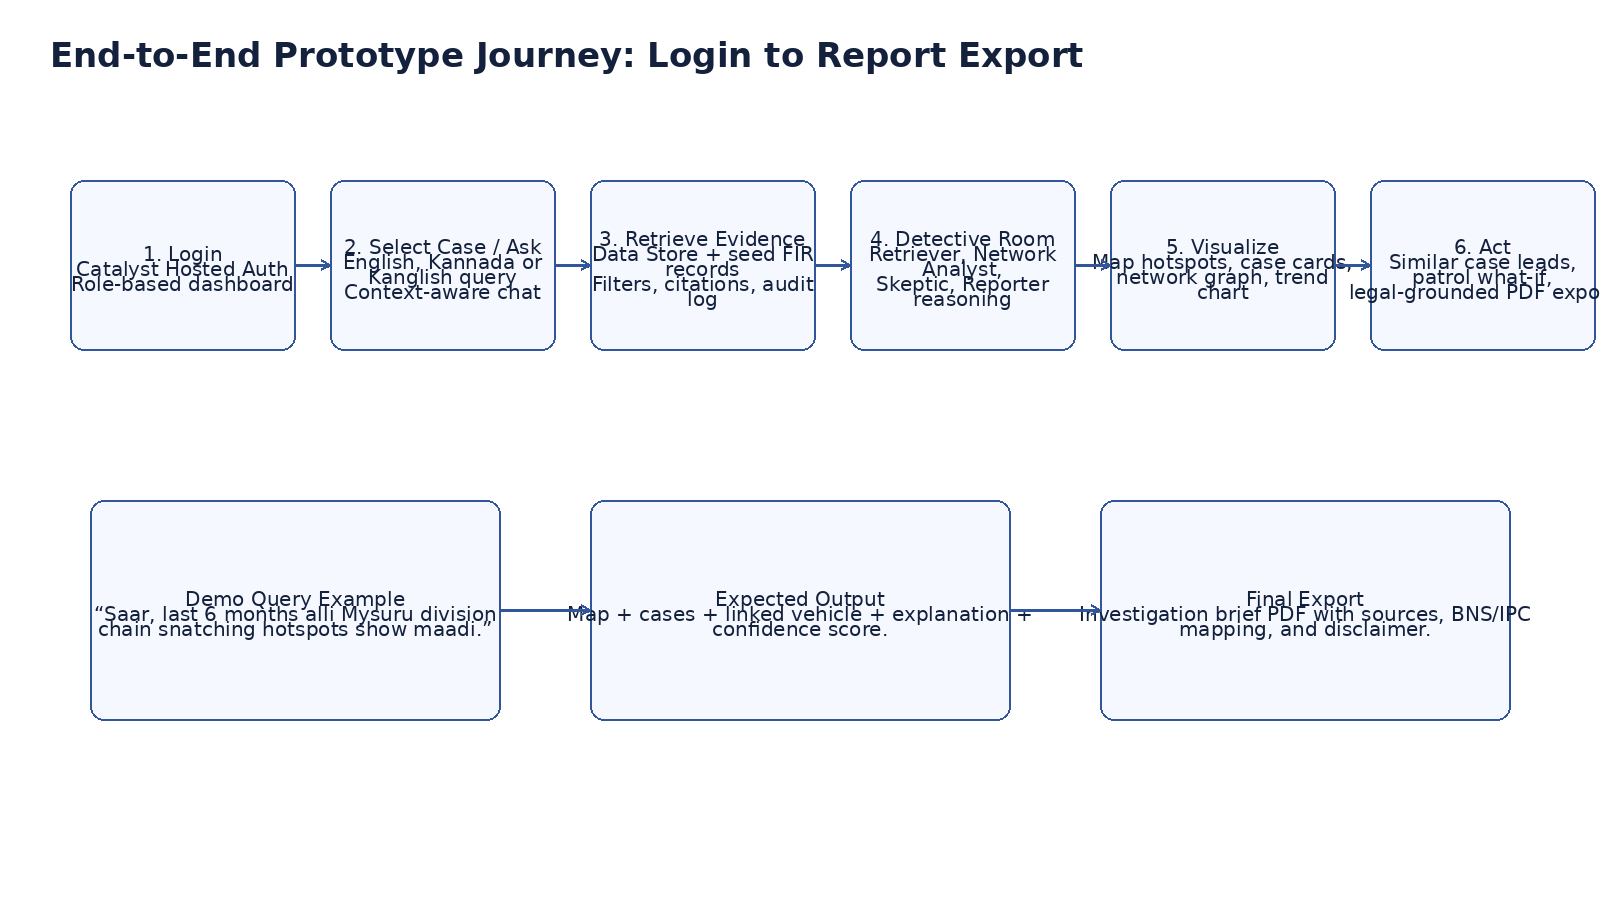 End-to-End Prototype Journey: Login to Report Export
1. Login
Catalyst Hosted Auth
Role-based dashboard
2. Select Case / Ask
English, Kannada or
Kanglish query
Context-aware chat
3. Retrieve Evidence
Data Store + seed FIR
records
Filters, citations, audit
log
4. Detective Room
Retriever, Network
Analyst,
Skeptic, Reporter
reasoning
5. Visualize
Map hotspots, case cards,
network graph, trend
chart
6. Act
Similar case leads,
patrol what-if,
legal-grounded PDF expo
Demo Query Example
“Saar, last 6 months alli Mysuru division
chain snatching hotspots show maadi.”
Expected Output
Map + cases + linked vehicle + explanation +
confidence score.
Final Export
Investigation brief PDF with sources, BNS/IPC
mapping, and disclaimer.